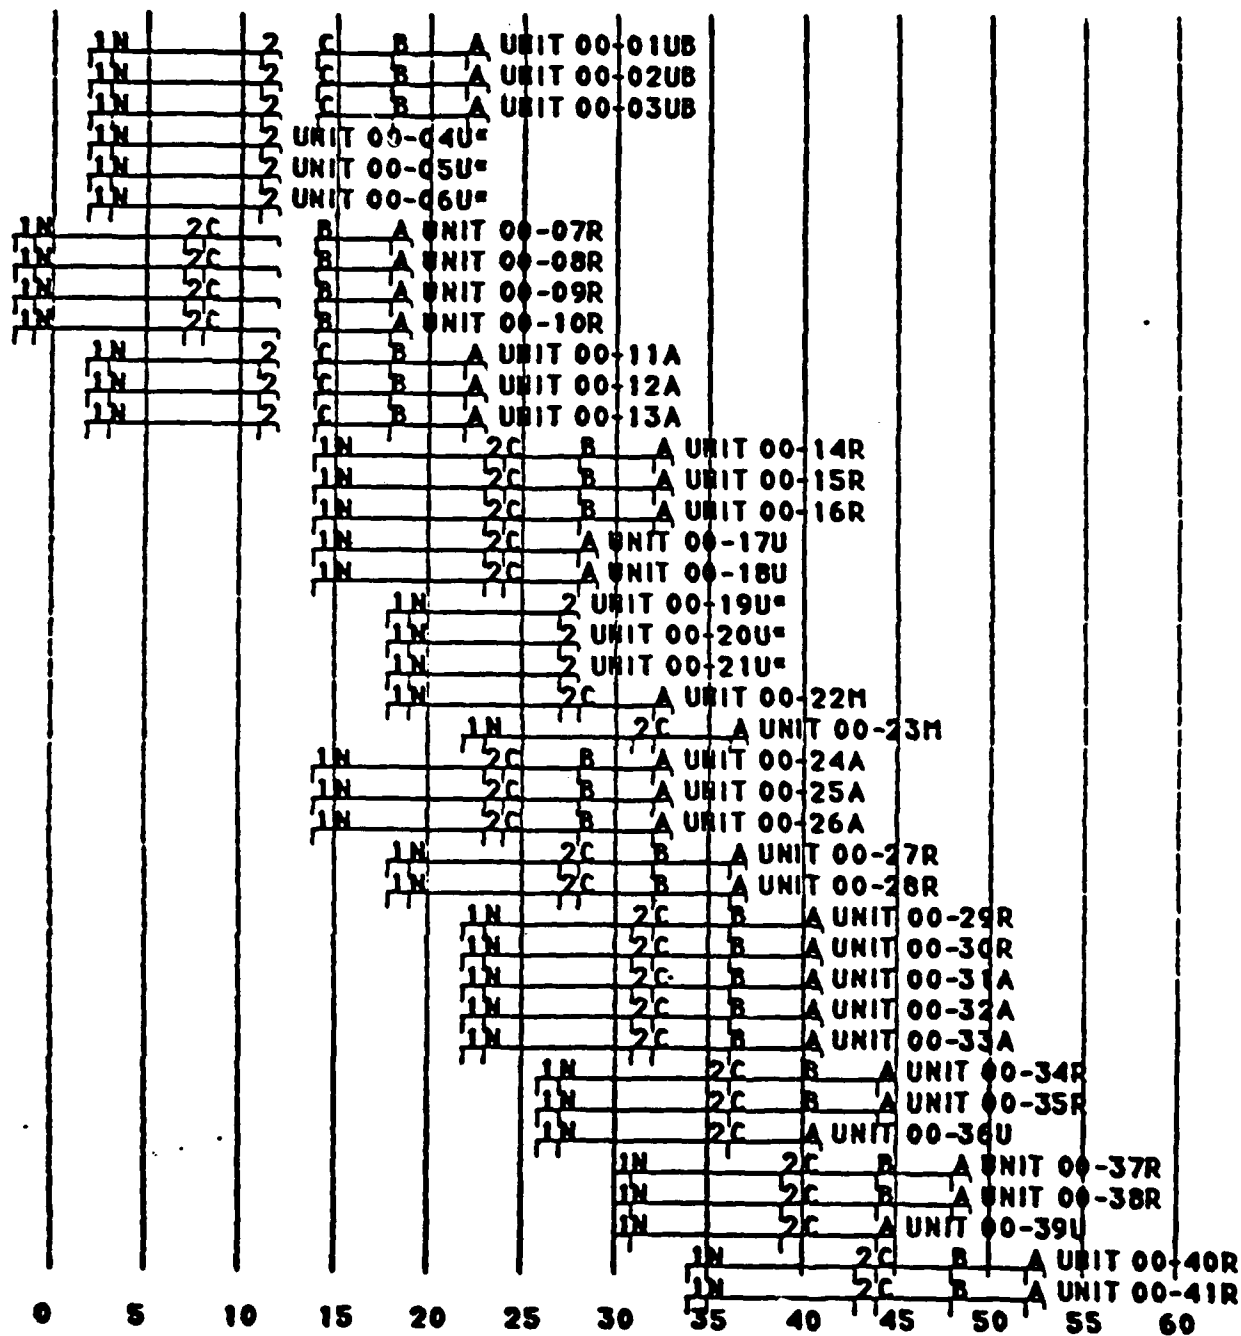 1N 2 C B A UNIT 00-01UB
1N 2 C B A UNIT 00-02UB
1N 2 C B A UNIT 00-03UB
1N 2 UNIT 00-04U*
1N 2 UNIT 00-05U*
1N 2 UNIT 00-06U*
1N 2C B A UNIT 00-07R
1N 2C B A UNIT 00-08R
1N 2C B A UNIT 00-09R
1N 2C B A UNIT 00-10R
1N 2 C B A UNIT 00-11A
1N 2 C B A UNIT 00-12A
1N 2 C B A UNIT 00-13A
1N 2C B A UNIT 00-14R
1N 2C B A UNIT 00-15R
1N 2C B A UNIT 00-16R
1N 2C A UNIT 00-17U
1N 2C A UNIT 00-18U
1N 2 UNIT 00-19U*
1N 2 UNIT 00-20U*
1N 2 UNIT 00-21U*
1N 2C A UNIT 00-22M
1N 2C A UNIT 00-23M
1N 2C B A UNIT 00-24A
1N 2C B A UNIT 00-25A
1N 2C B A UNIT 00-26A
1N 2C B A UNIT 00-27R
1N 2C B A UNIT 00-28R
1N 2C B A UNIT 00-29R
1N 2C B A UNIT 00-30R
1N 2C B A UNIT 00-31A
1N 2C B A UNIT 00-32A
1N 2C B A UNIT 00-33A
1N 2C B A UNIT 00-34R
1N 2C B A UNIT 00-35R
1N 2C A UNIT 00-36U
1N 2C B A UNIT 00-37R
1N 2C B A UNIT 00-38R
1N 2C A UNIT 00-39U
1N 2C B A UNIT 00-40R
1N 2C B A UNIT 00-41R
0 5 10 15 20 25 30 35 40 45 50 55 60